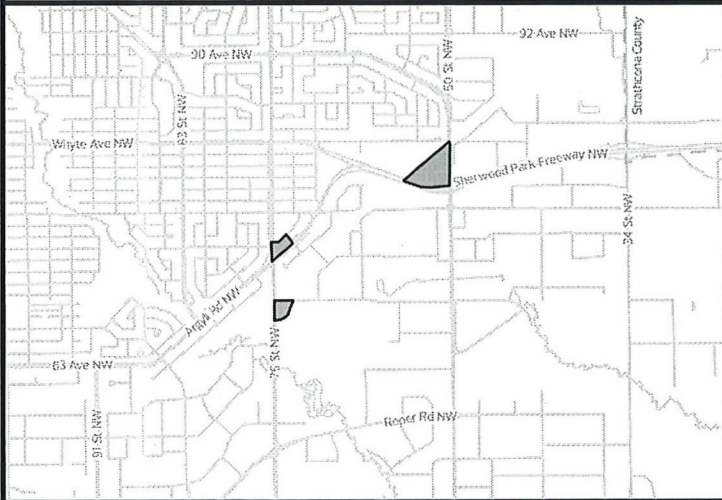 92 Ave NW
90 Ave NW
50 St NW
Strathcona County
83 St NW
Whyte Ave NW
Sherwood Park Freeway NW
34 St NW
Argyll Rd NW
75 St NW
63 Ave NW
Roper Rd NW
91 St NW